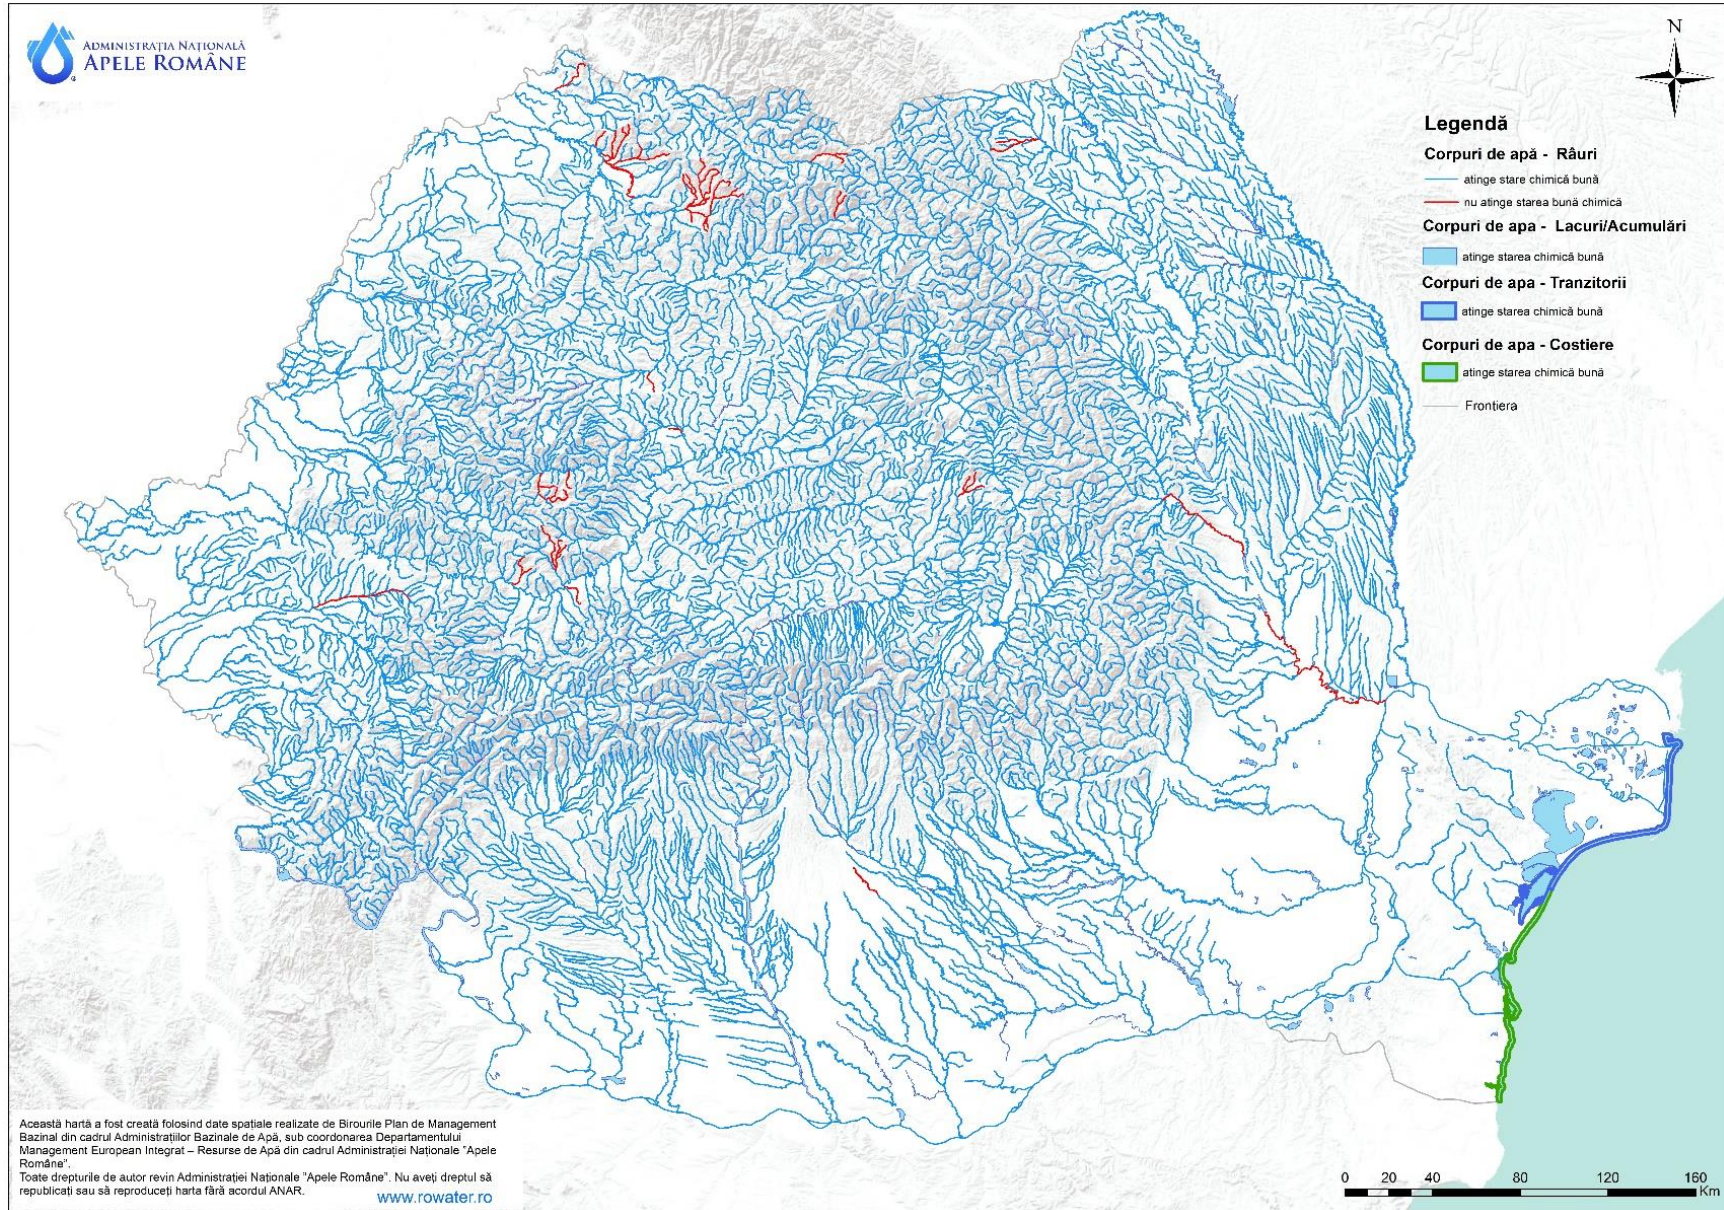 ADMINISTRAȚIA NAȚIONALĂ
APELE ROMÂNE
N
Legendă
Corpuri de apă - Râuri
atinge stare chimică bună
nu atinge starea bună chimică
Corpuri de apa - Lacuri/Acumulări
atinge starea chimică bună
Corpuri de apa - Tranzitorii
atinge starea chimică bună
Corpuri de apa - Costiere
atinge starea chimică bună
Frontiera
Această hartă a fost creată folosind date spațiale realizate de Birourile Plan de Management
Bazinal din cadrul Administrațiilor Bazinale de Apă, sub coordonarea Departamentului
Management European Integrat – Resurse de Apă din cadrul Administrației Naționale "Apele
Române".
Toate drepturile de autor revin Administrației Naționale "Apele Române". Nu aveți dreptul să
republicați sau să reproduceți harta fără acordul ANAR.
www.rowater.ro
0 20 40 80 120 160
Km